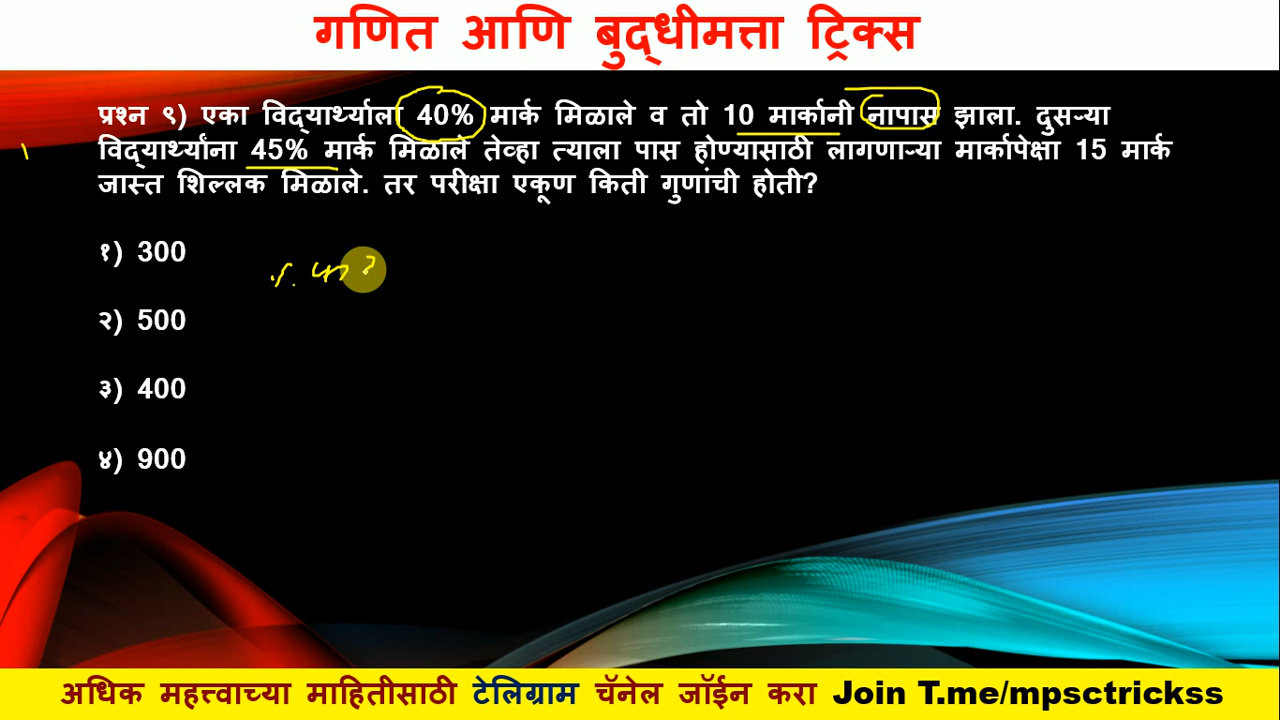 गणित आणि बुद्धीमत्ता ट्रिक्स
प्रश्न ९) एका विद्यार्थ्याला 40% मार्क मिळाले व तो 10 मार्कानी नापास झाला. दुसऱ्या
विद्यार्थ्यांना 45% मार्क मिळाले तेव्हा त्याला पास होण्यासाठी लागणाऱ्या मार्कापेक्षा 15 मार्क
जास्त शिल्लक मिळाले. तर परीक्षा एकूण किती गुणांची होती?
१) 300
२) 500
३) 400
४) 900
अधिक महत्त्वाच्या माहितीसाठी टेलिग्राम चॅनेल जॉईन करा Join T.me/mpsctrickss